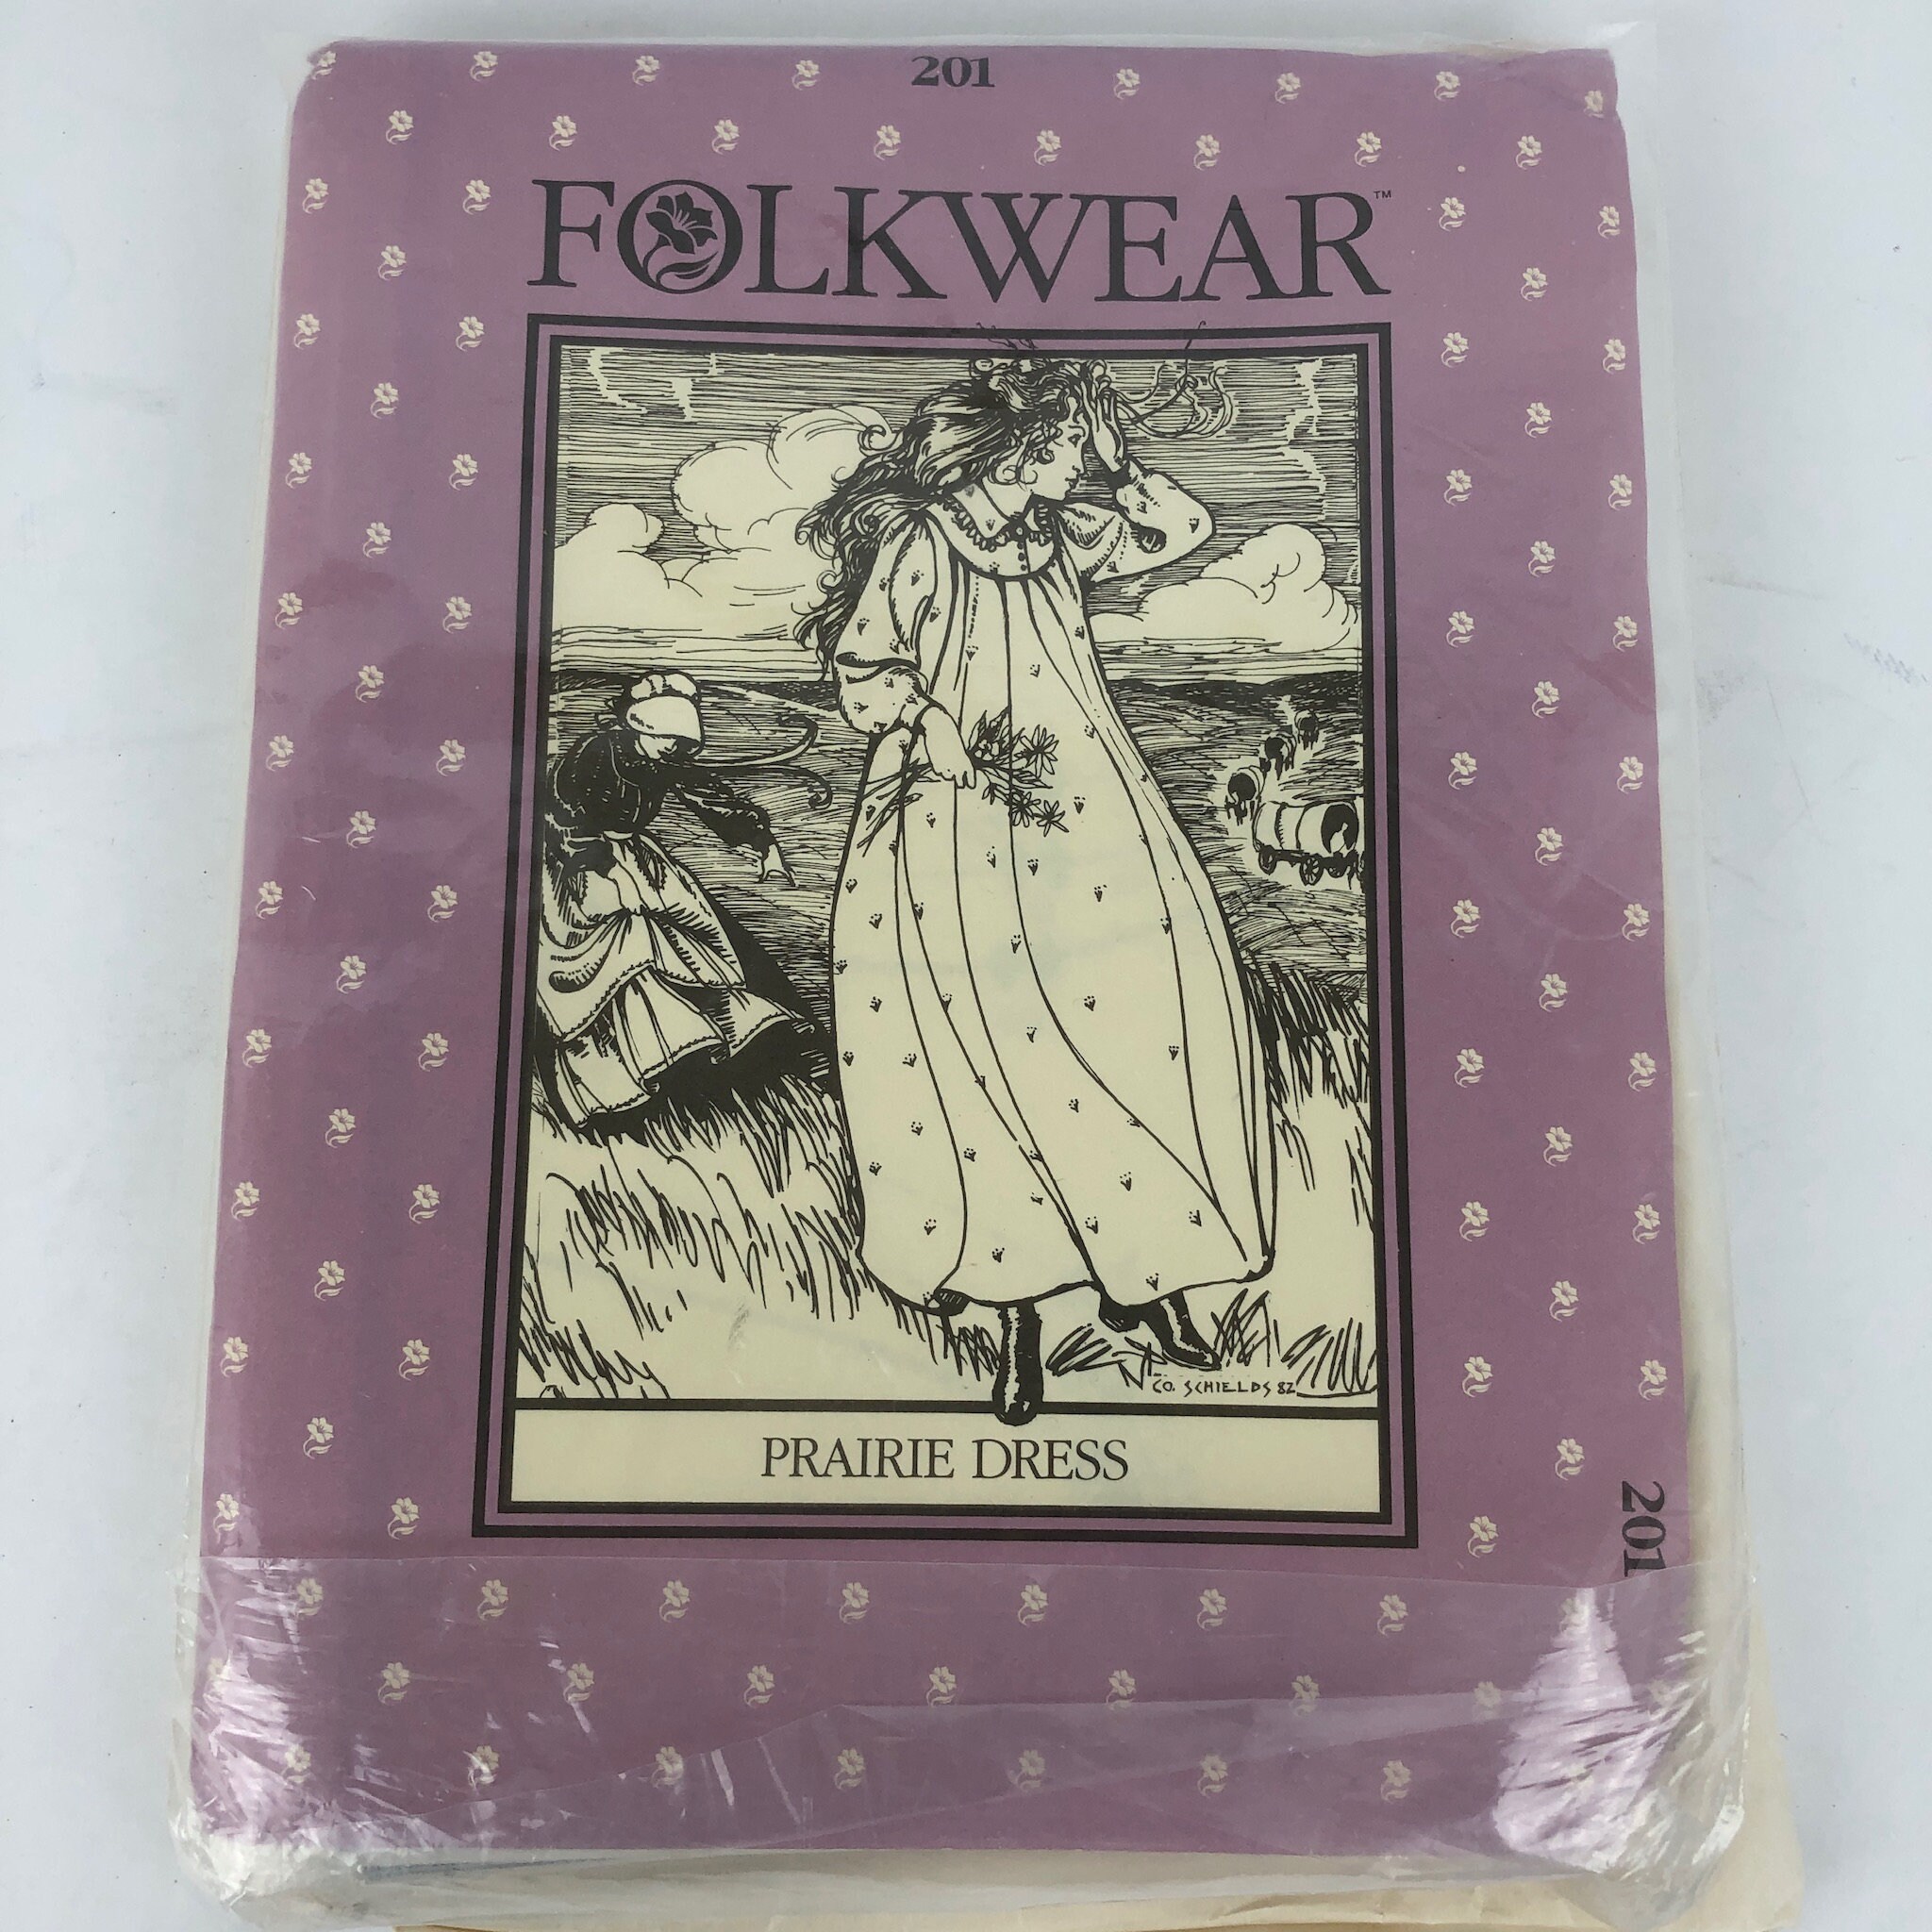 201
FOLKWEAR™
CO. SCHIELDS 82
PRAIRIE DRESS
201